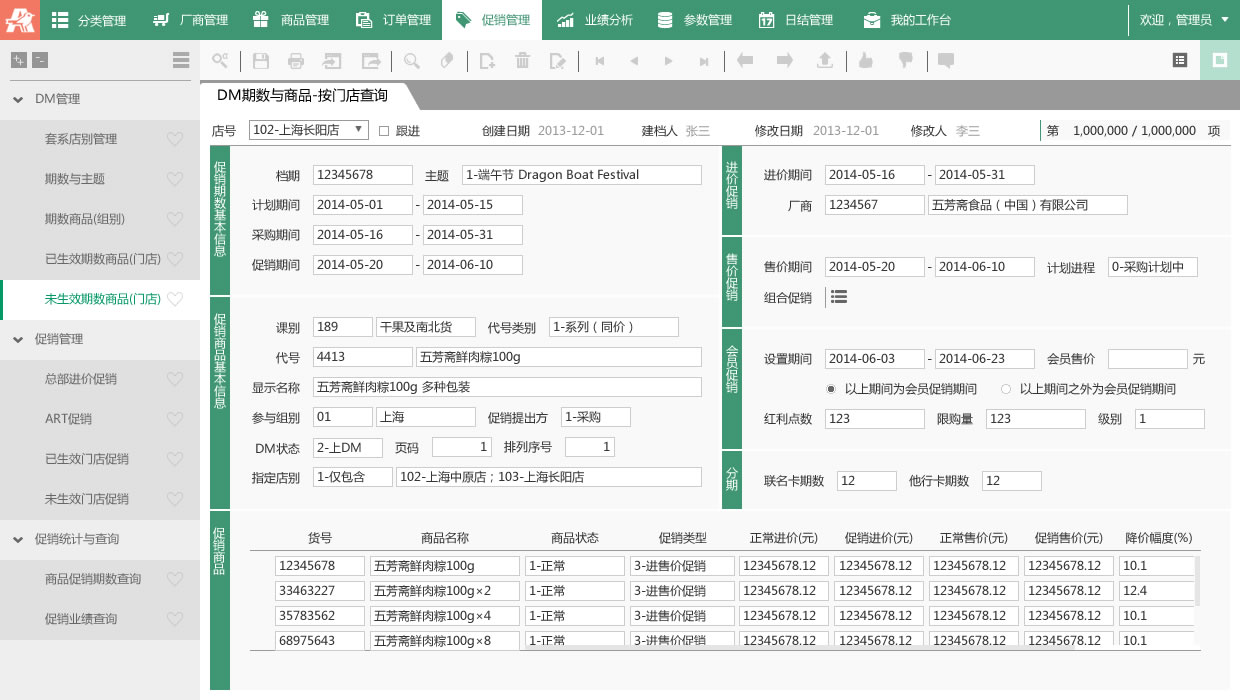 分类管理 厂商管理 商品管理 订单管理 促销管理 业绩分析 参数管理 日结管理 我的工作台 欢迎，管理员
DM管理
套系店别管理
期数与主题
期数商品(组别)
已生效期数商品(门店)
未生效期数商品(门店)
促销管理
总部进价促销
ART促销
已生效门店促销
未生效门店促销
促销统计与查询
商品促销期数查询
促销业绩查询
DM期数与商品-按门店查询
店号 102-上海长阳店 跟进 创建日期 2013-12-01 建档人 张三 修改日期 2013-12-01 修改人 李三 第 1,000,000 / 1,000,000 项
促销期数基本信息
档期 12345678 主题 1-端午节 Dragon Boat Festival
计划期间 2014-05-01 - 2014-05-15
采购期间 2014-05-16 - 2014-05-31
促销期间 2014-05-20 - 2014-06-10
促销商品基本信息
课别 189 干果及南北货 代号类别 1-系列（同价）
代号 4413 五芳斋鲜肉粽100g
显示名称 五芳斋鲜肉粽100g 多种包装
参与组别 01 上海 促销提出方 1-采购
DM状态 2-上DM 页码 1 排列序号 1
指定店别 1-仅包含 102-上海中原店；103-上海长阳店
进价促销
进价期间 2014-05-16 - 2014-05-31
厂商 1234567 五芳斋食品（中国）有限公司
售价促销
售价期间 2014-05-20 - 2014-06-10 计划进程 0-采购计划中
组合促销
会员促销
设置期间 2014-06-03 - 2014-06-23 会员售价 元
以上期间为会员促销期间 以上期间之外为会员促销期间
红利点数 123 限购量 123 级别 1
分期
联名卡期数 12 他行卡期数 12
促销商品
货号 商品名称 商品状态 促销类型 正常进价(元) 促销进价(元) 正常售价(元) 促销售价(元) 降价幅度(%)
12345678 五芳斋鲜肉粽100g 1-正常 3-进售价促销 12345678.12 12345678.12 12345678.12 12345678.12 10.1
33463227 五芳斋鲜肉粽100g×2 1-正常 3-进售价促销 12345678.12 12345678.12 12345678.12 12345678.12 12.4
35783562 五芳斋鲜肉粽100g×4 1-正常 3-进售价促销 12345678.12 12345678.12 12345678.12 12345678.12 10.1
68975643 五芳斋鲜肉粽100g×8 1-正常 3-进售价促销 12345678.12 12345678.12 12345678.12 12345678.12 10.1